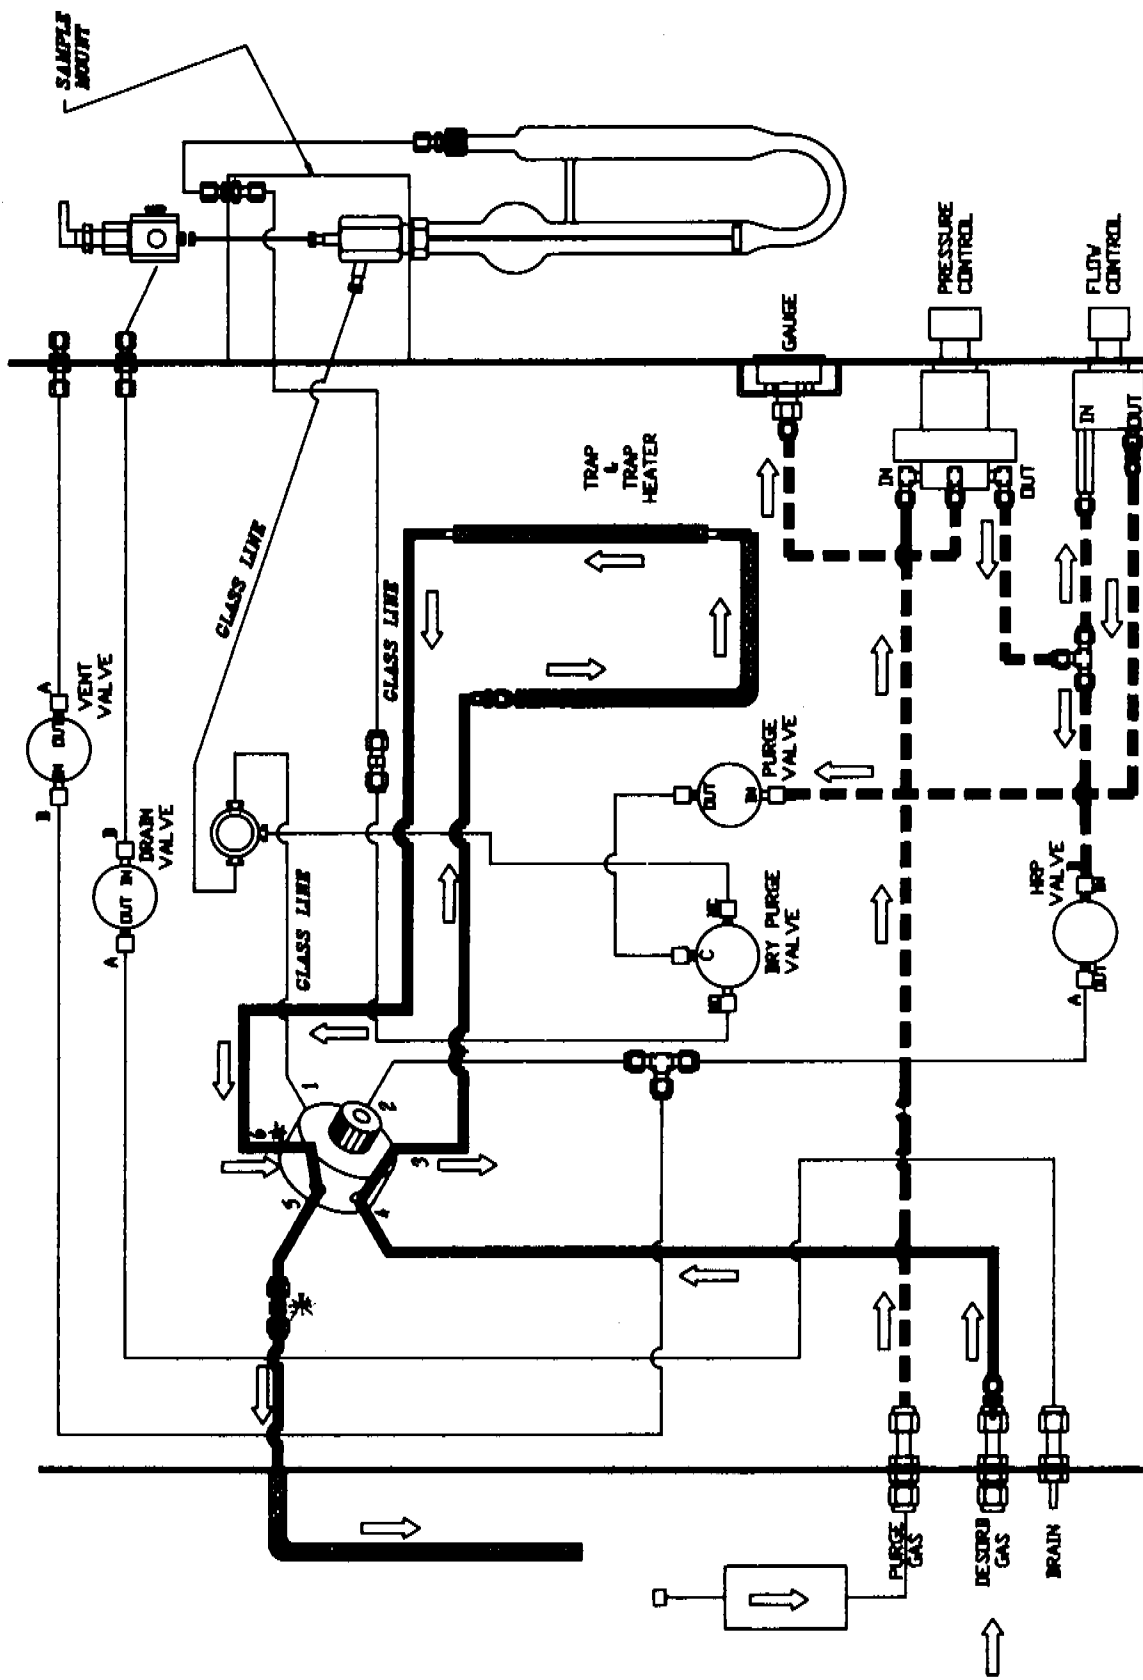 SAMPLE
MOUNT
GLASS LINE
GLASS LINE
GLASS LINE
GAUGE
PRESSURE
CONTROL
FLOW
CONTROL
IN
OUT
IN
OUT
TRAP
&
TRAP
HEATER
A
OUT
IN
B
VENT
VALVE
B
IN
OUT
A
DRAIN
VALVE
OUT
IN
PURGE
VALVE
NC
C
NO
DRY PURGE
VALVE
HRP
VALVE
B
IN
OUT
A
1
2
3
4
5
6
*
*
PURGE
GAS
DESORB
GAS
DRAIN